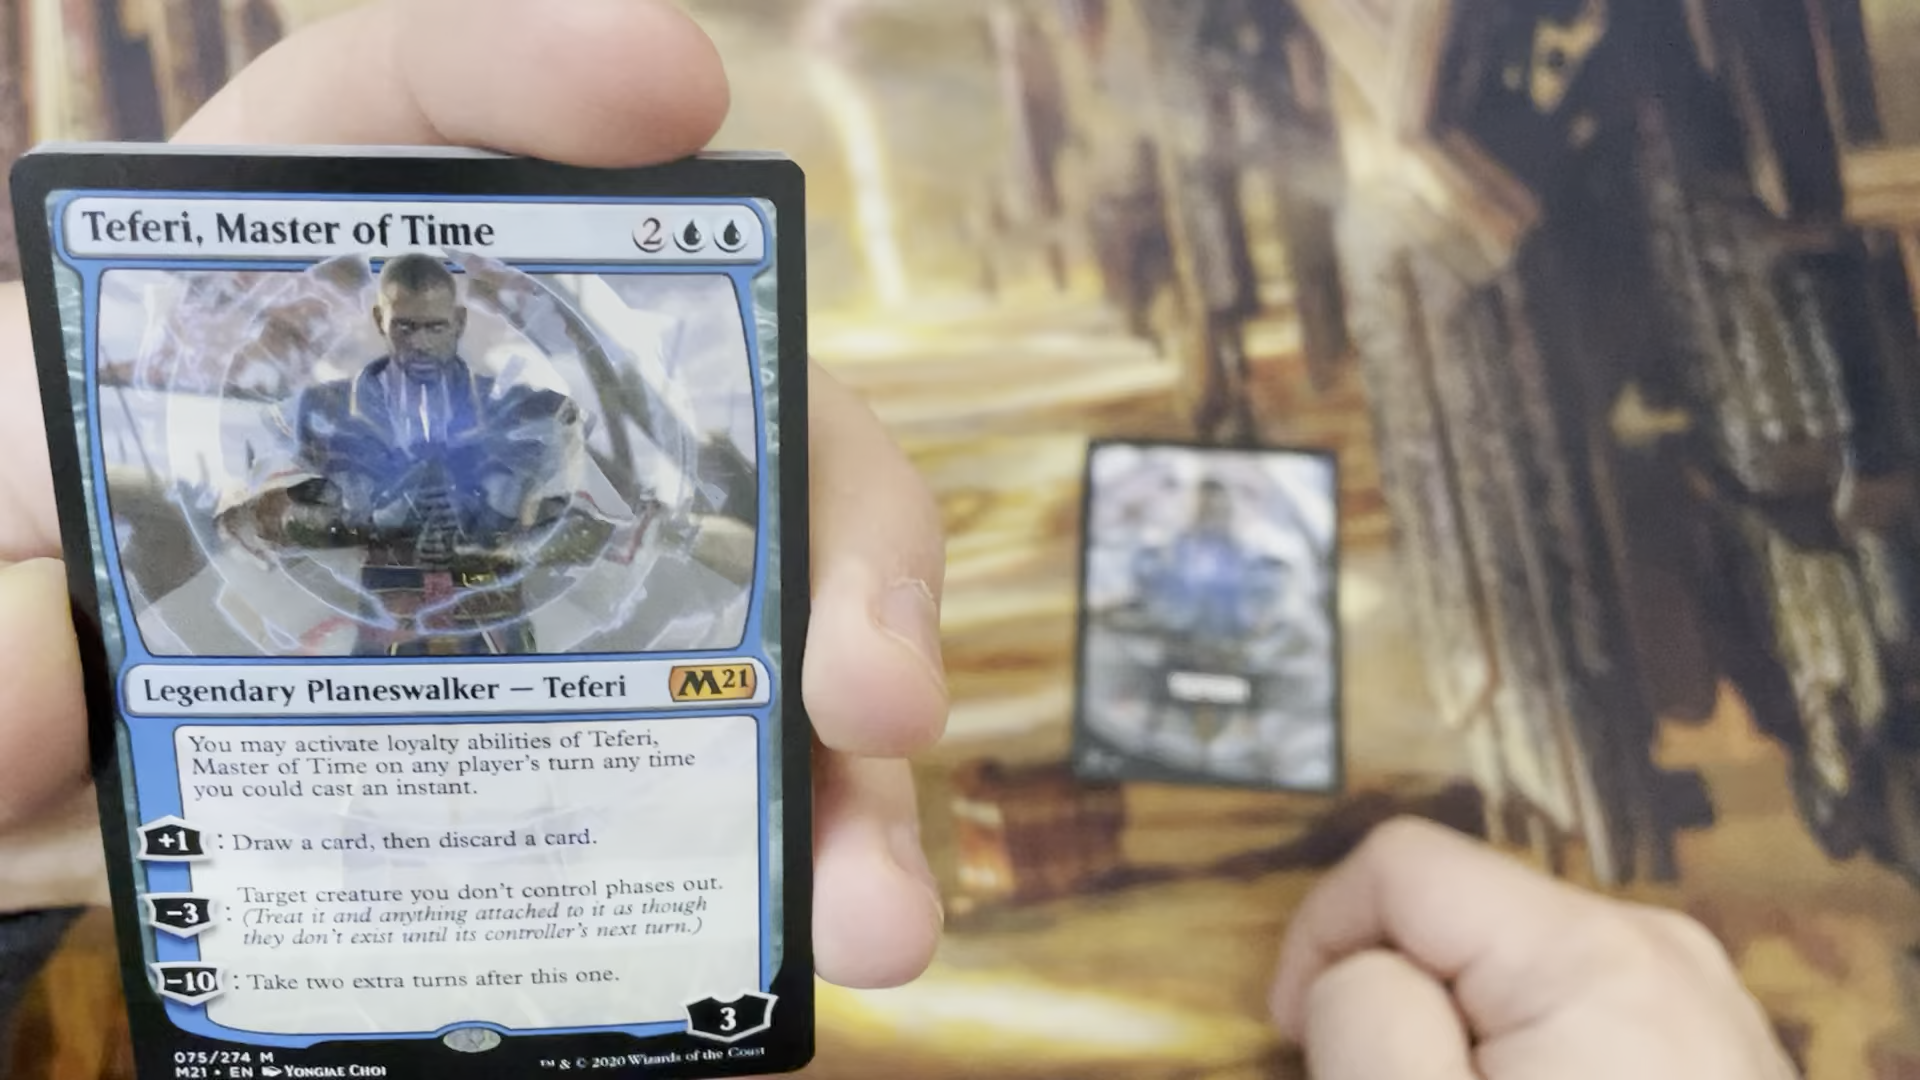 Teferi, Master of Time 2
Legendary Planeswalker — Teferi M21
You may activate loyalty abilities of Teferi,
Master of Time on any player's turn any time
you could cast an instant.
+1 : Draw a card, then discard a card.
-3 : Target creature you don't control phases out.
(Treat it and anything attached to it as though
they don't exist until its controller's next turn.)
-10 : Take two extra turns after this one.
3
075/274 M
M21 • EN YONGJAE CHOI
™ & © 2020 Wizards of the Coast